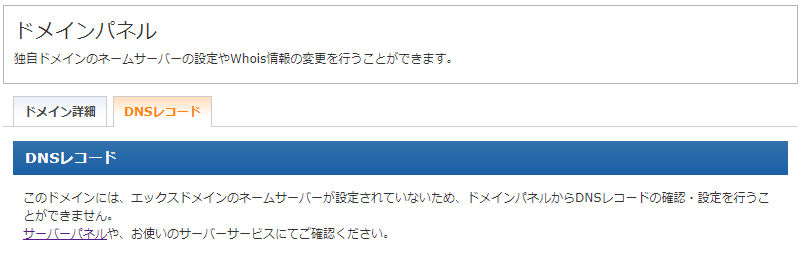 ドメインパネル
独自ドメインのネームサーバーの設定やWhois情報の変更を行うことができます。
ドメイン詳細
DNSレコード
DNSレコード
このドメインには、エックスドメインのネームサーバーが設定されていないため、ドメインパネルからDNSレコードの確認・設定を行うこ
とができません。
サーバーパネルや、お使いのサーバーサービスにてご確認ください。